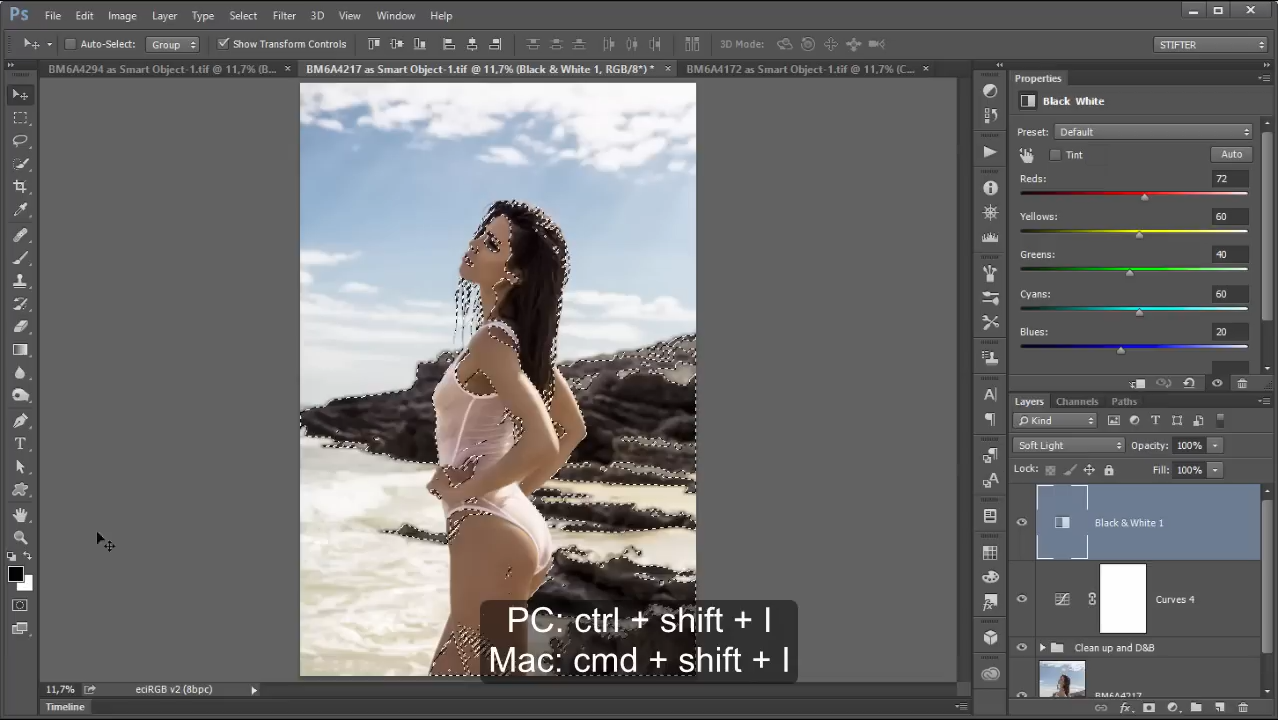 Ps File Edit Image Layer Type Select Filter 3D View Window Help
Auto-Select: Group Show Transform Controls 3D Mode: STIFTER
BM6A4294 as Smart Object-1.tif @ 11,7% (B... × BM6A4217 as Smart Object-1.tif @ 11,7% (Black & White 1, RGB/8*) * × BM6A4172 as Smart Object-1.tif @ 11,7% (C... ×
Properties
Black White
Preset: Default
Tint Auto
Reds: 72
Yellows: 60
Greens: 40
Cyans: 60
Blues: 20
Layers Channels Paths
Kind
Soft Light Opacity: 100%
Lock: Fill: 100%
Black & White 1
Curves 4
Clean up and D&B
BM6A4217
PC: ctrl + shift + I
Mac: cmd + shift + I
11,7% eciRGB v2 (8bpc)
Timeline